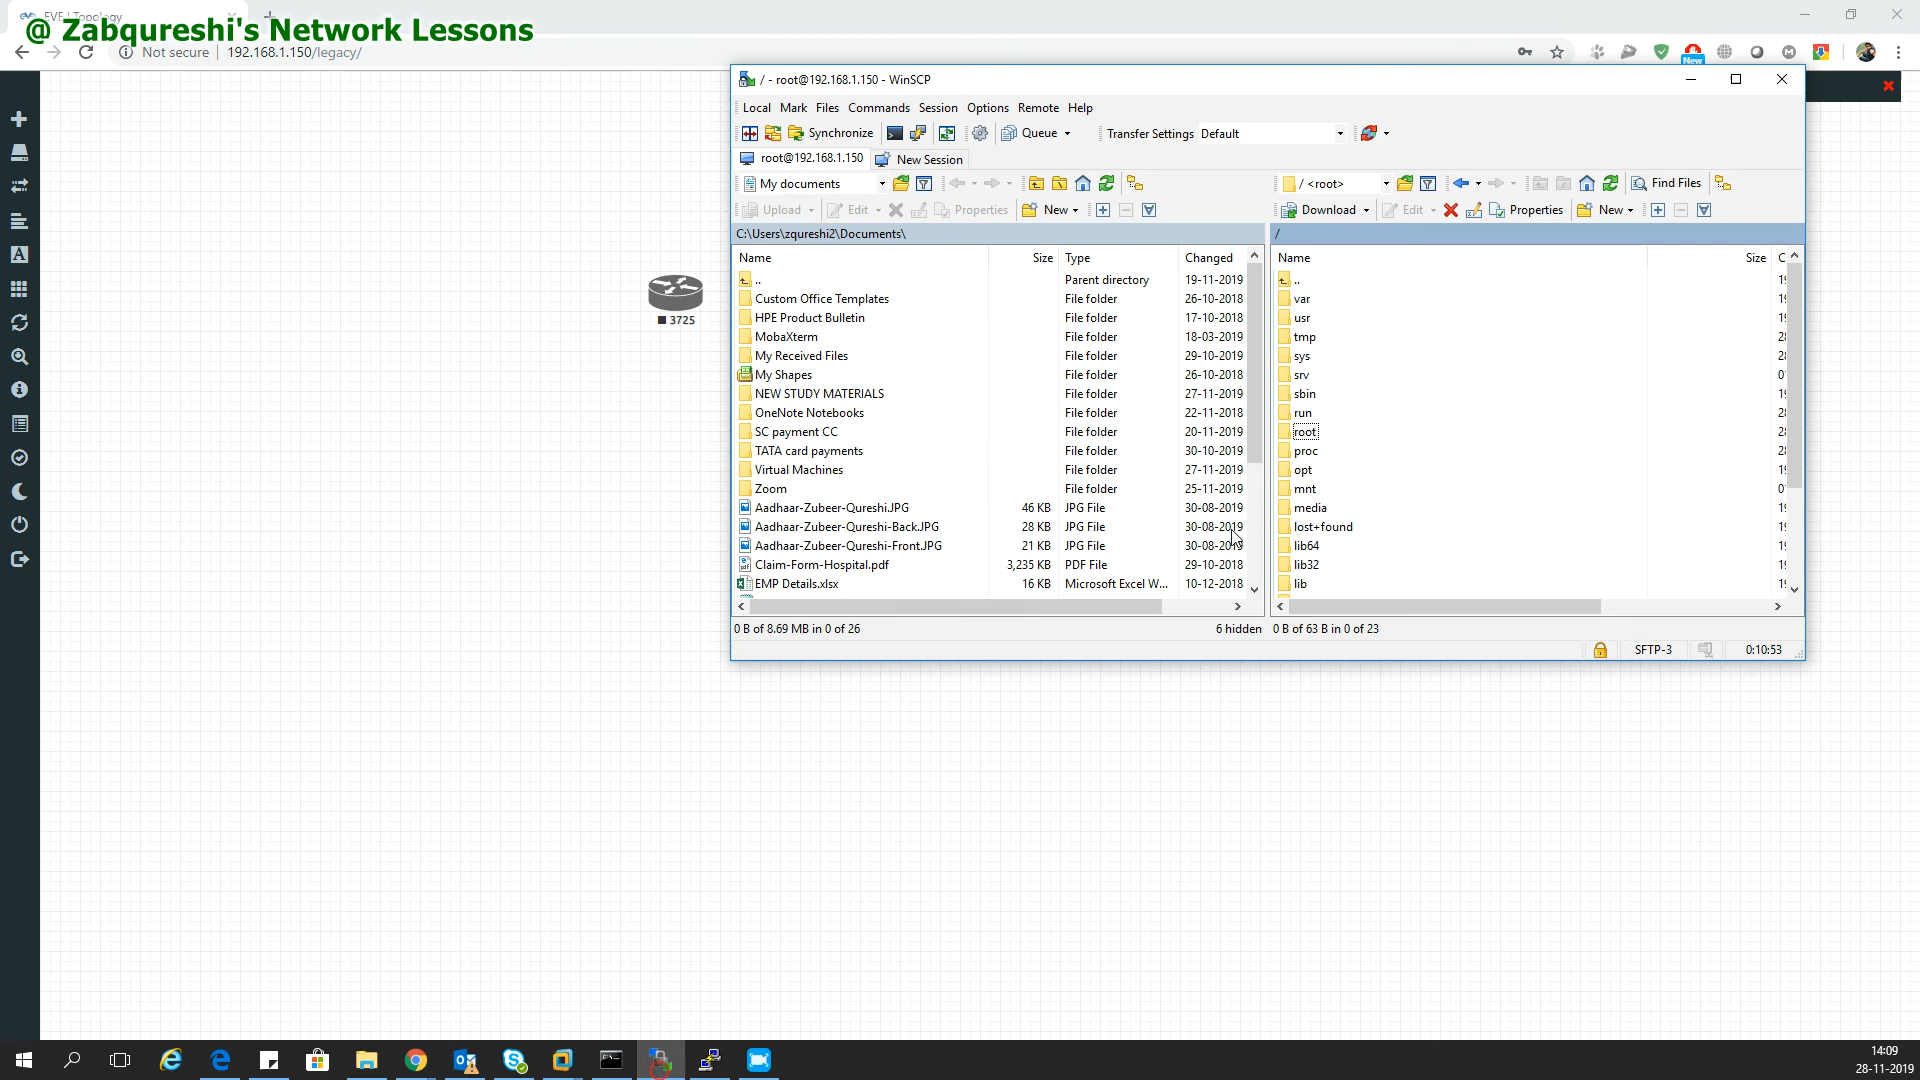 EVE | Topology
@ Zabqureshi's Network Lessons
Not secure
192.168.1.150/legacy/
New
/ - root@192.168.1.150 - WinSCP
Local Mark Files Commands Session Options Remote Help
Synchronize
Queue
Transfer Settings Default
root@192.168.1.150
New Session
My documents
/ <root>
Find Files
Upload
Edit
Properties
New
Download
Edit
Properties
New
C:\Users\zqureshi2\Documents\
/
Name Size Type Changed
.. Parent directory 19-11-2019
Custom Office Templates File folder 26-10-2018
HPE Product Bulletin File folder 17-10-2018
MobaXterm File folder 18-03-2019
My Received Files File folder 29-10-2019
My Shapes File folder 26-10-2018
NEW STUDY MATERIALS File folder 27-11-2019
OneNote Notebooks File folder 22-11-2018
SC payment CC File folder 20-11-2019
TATA card payments File folder 30-10-2019
Virtual Machines File folder 27-11-2019
Zoom File folder 25-11-2019
Aadhaar-Zubeer-Qureshi.JPG 46 KB JPG File 30-08-2019
Aadhaar-Zubeer-Qureshi-Back.JPG 28 KB JPG File 30-08-2019
Aadhaar-Zubeer-Qureshi-Front.JPG 21 KB JPG File 30-08-2019
Claim-Form-Hospital.pdf 3,235 KB PDF File 29-10-2018
EMP Details.xlsx 16 KB Microsoft Excel W... 10-12-2018
Name Size
..
var
usr
tmp
sys
srv
sbin
run
root
proc
opt
mnt
media
lost+found
lib64
lib32
lib
0 B of 8.69 MB in 0 of 26
6 hidden
0 B of 63 B in 0 of 23
SFTP-3
0:10:53
3725
14:09
28-11-2019